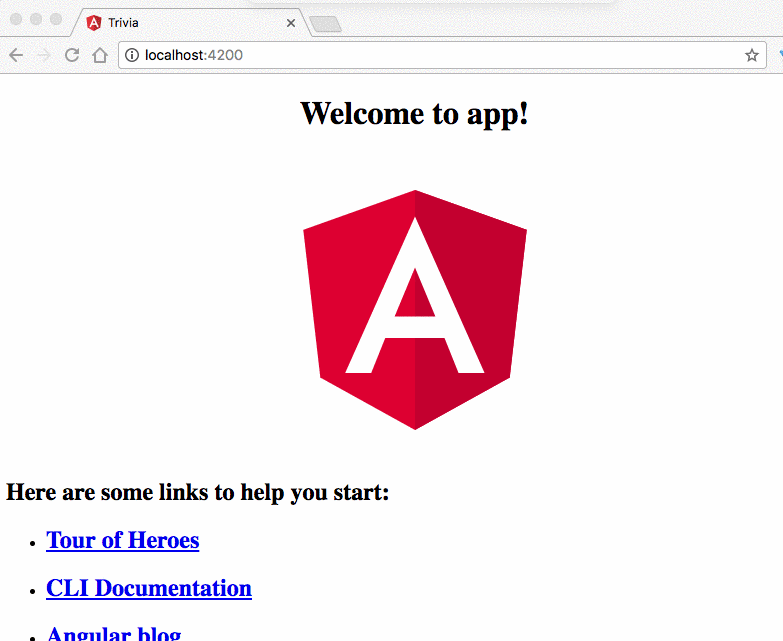 Trivia
localhost:4200
Welcome to app!
A
Here are some links to help you start:
Tour of Heroes
CLI Documentation
Angular blog